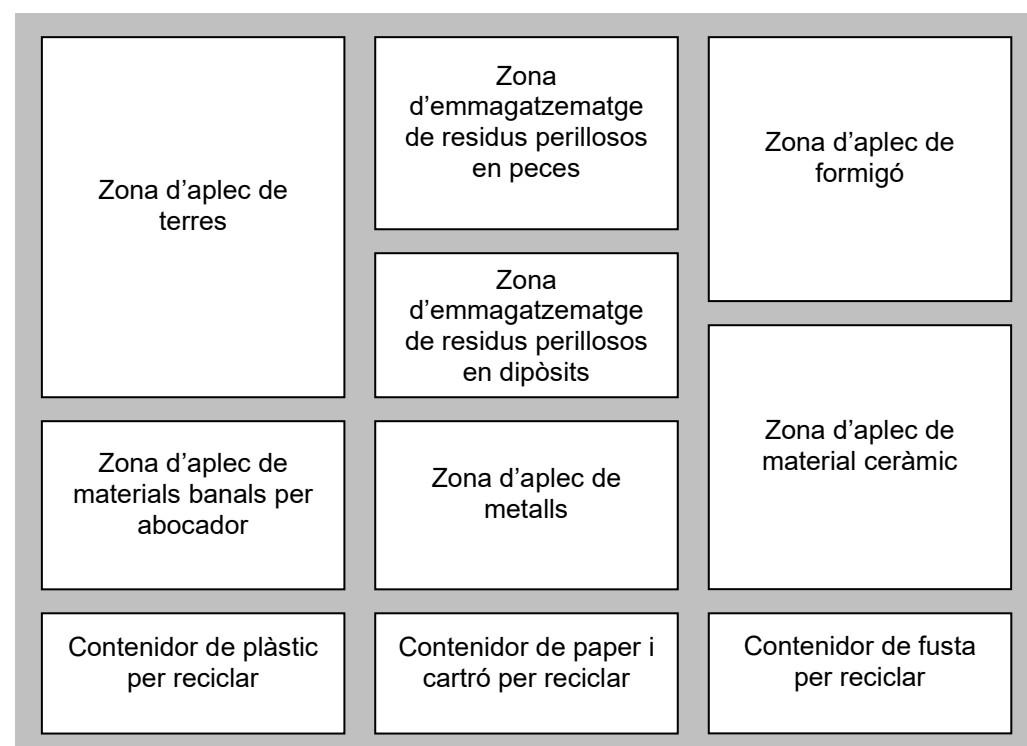 Zona d’aplec de
terres
Zona
d’emmagatzematge
de residus perillosos
en peces
Zona d’aplec de
formigó
Zona
d’emmagatzematge
de residus perillosos
en dipòsits
Zona d’aplec de
material ceràmic
Zona d’aplec de
materials banals per
abocador
Zona d’aplec de
metalls
Contenidor de plàstic
per reciclar
Contenidor de paper i
cartró per reciclar
Contenidor de fusta
per reciclar